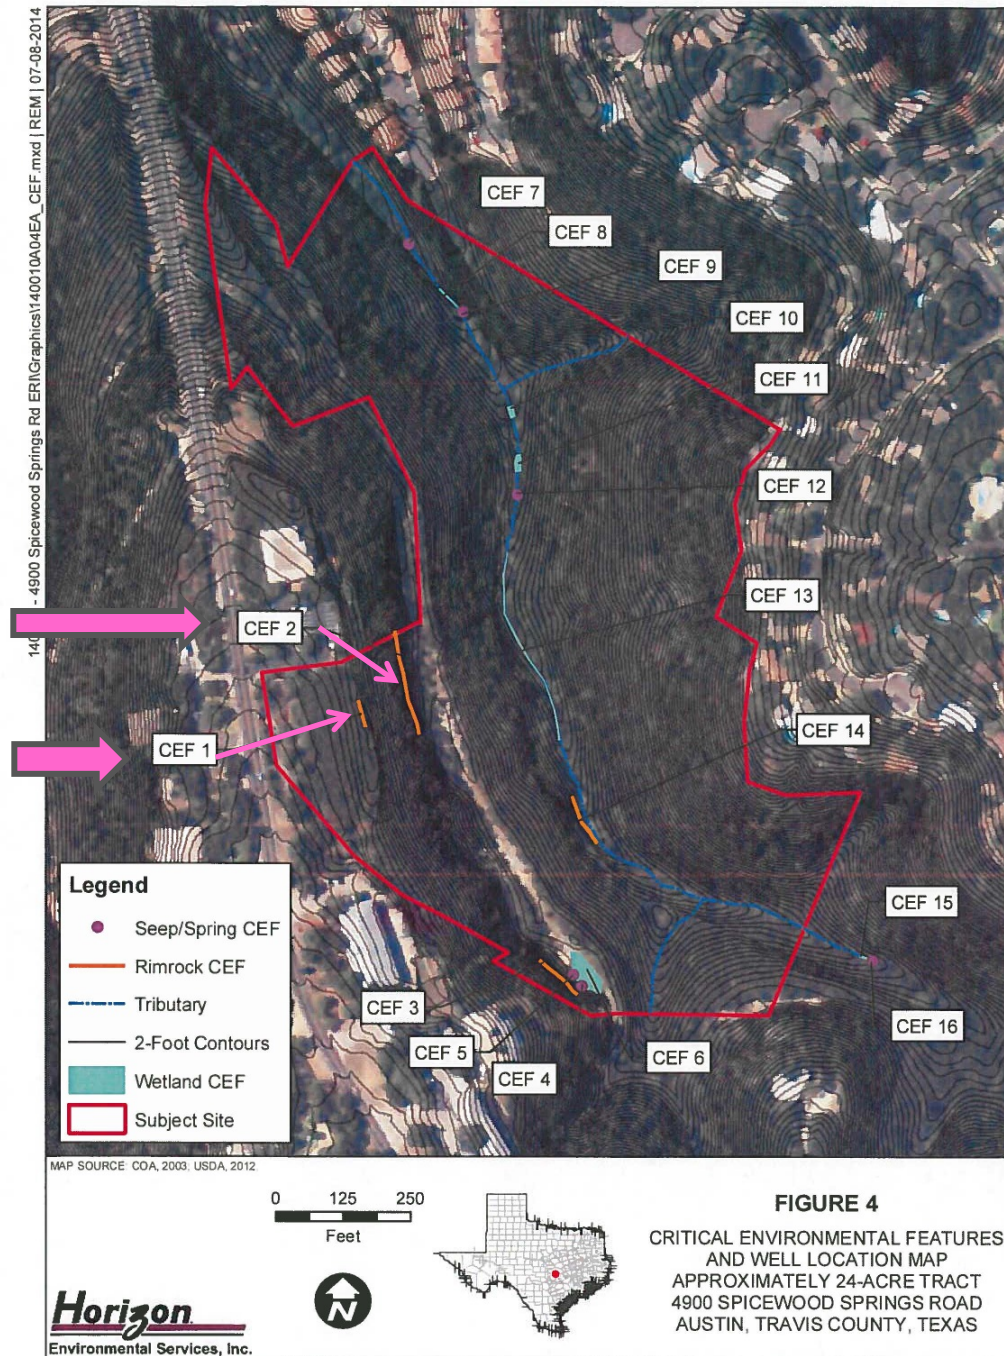 14001 - 4900 Spicewood Springs Rd ERI\Graphics\140010A04EA_CEF.mxd | REM | 07-08-2014
CEF 7
CEF 8
CEF 9
CEF 10
CEF 11
CEF 12
CEF 13
CEF 2
CEF 1
CEF 14
CEF 15
CEF 3
CEF 16
CEF 5
CEF 6
CEF 4
Legend
Seep/Spring CEF
Rimrock CEF
Tributary
2-Foot Contours
Wetland CEF
Subject Site
MAP SOURCE: COA, 2003; USDA, 2012
0 125 250
Feet
N
Horizon
Environmental Services, Inc.
FIGURE 4
CRITICAL ENVIRONMENTAL FEATURES
AND WELL LOCATION MAP
APPROXIMATELY 24-ACRE TRACT
4900 SPICEWOOD SPRINGS ROAD
AUSTIN, TRAVIS COUNTY, TEXAS